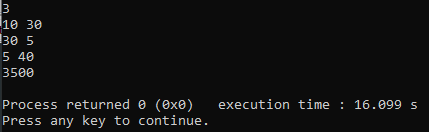 3
10 30
30 5
5 40
3500
Process returned 0 (0x0)   execution time : 16.099 s
Press any key to continue.